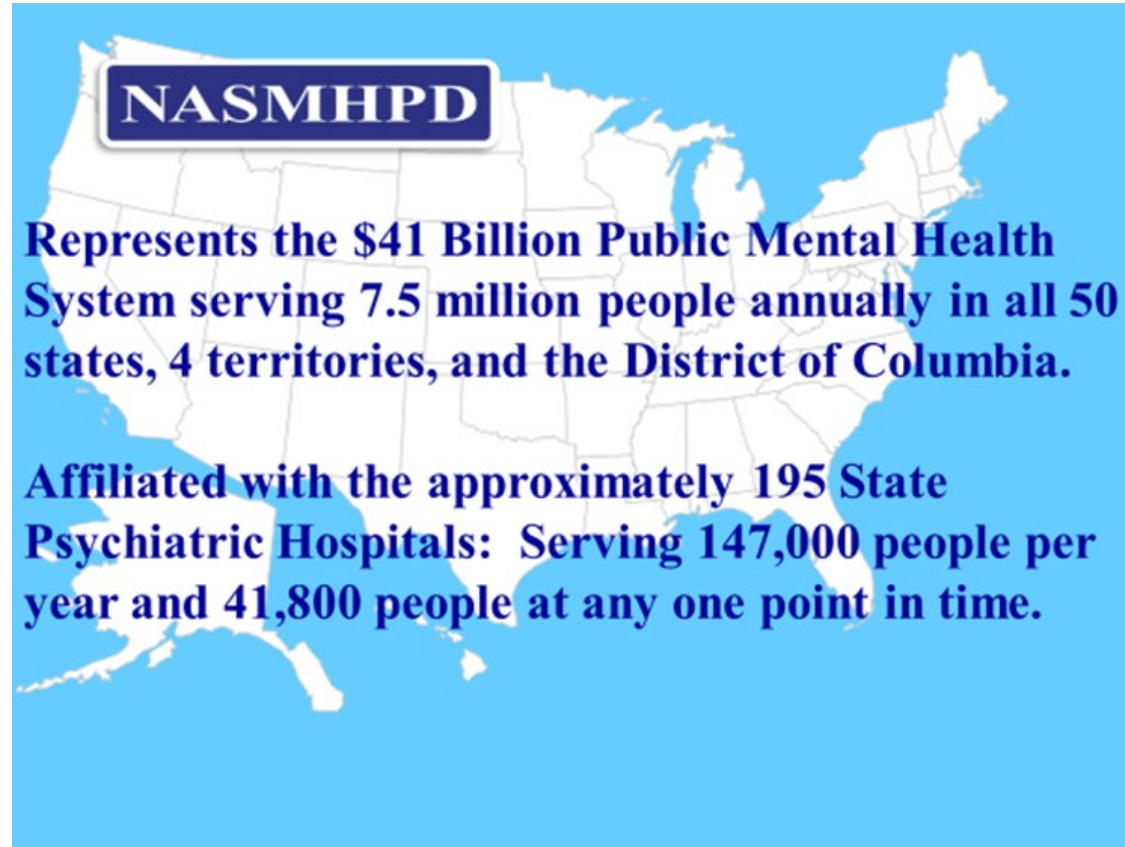 NASMHPD
Represents the $41 Billion Public Mental Health
System serving 7.5 million people annually in all 50
states, 4 territories, and the District of Columbia.
Affiliated with the approximately 195 State
Psychiatric Hospitals:  Serving 147,000 people per
year and 41,800 people at any one point in time.